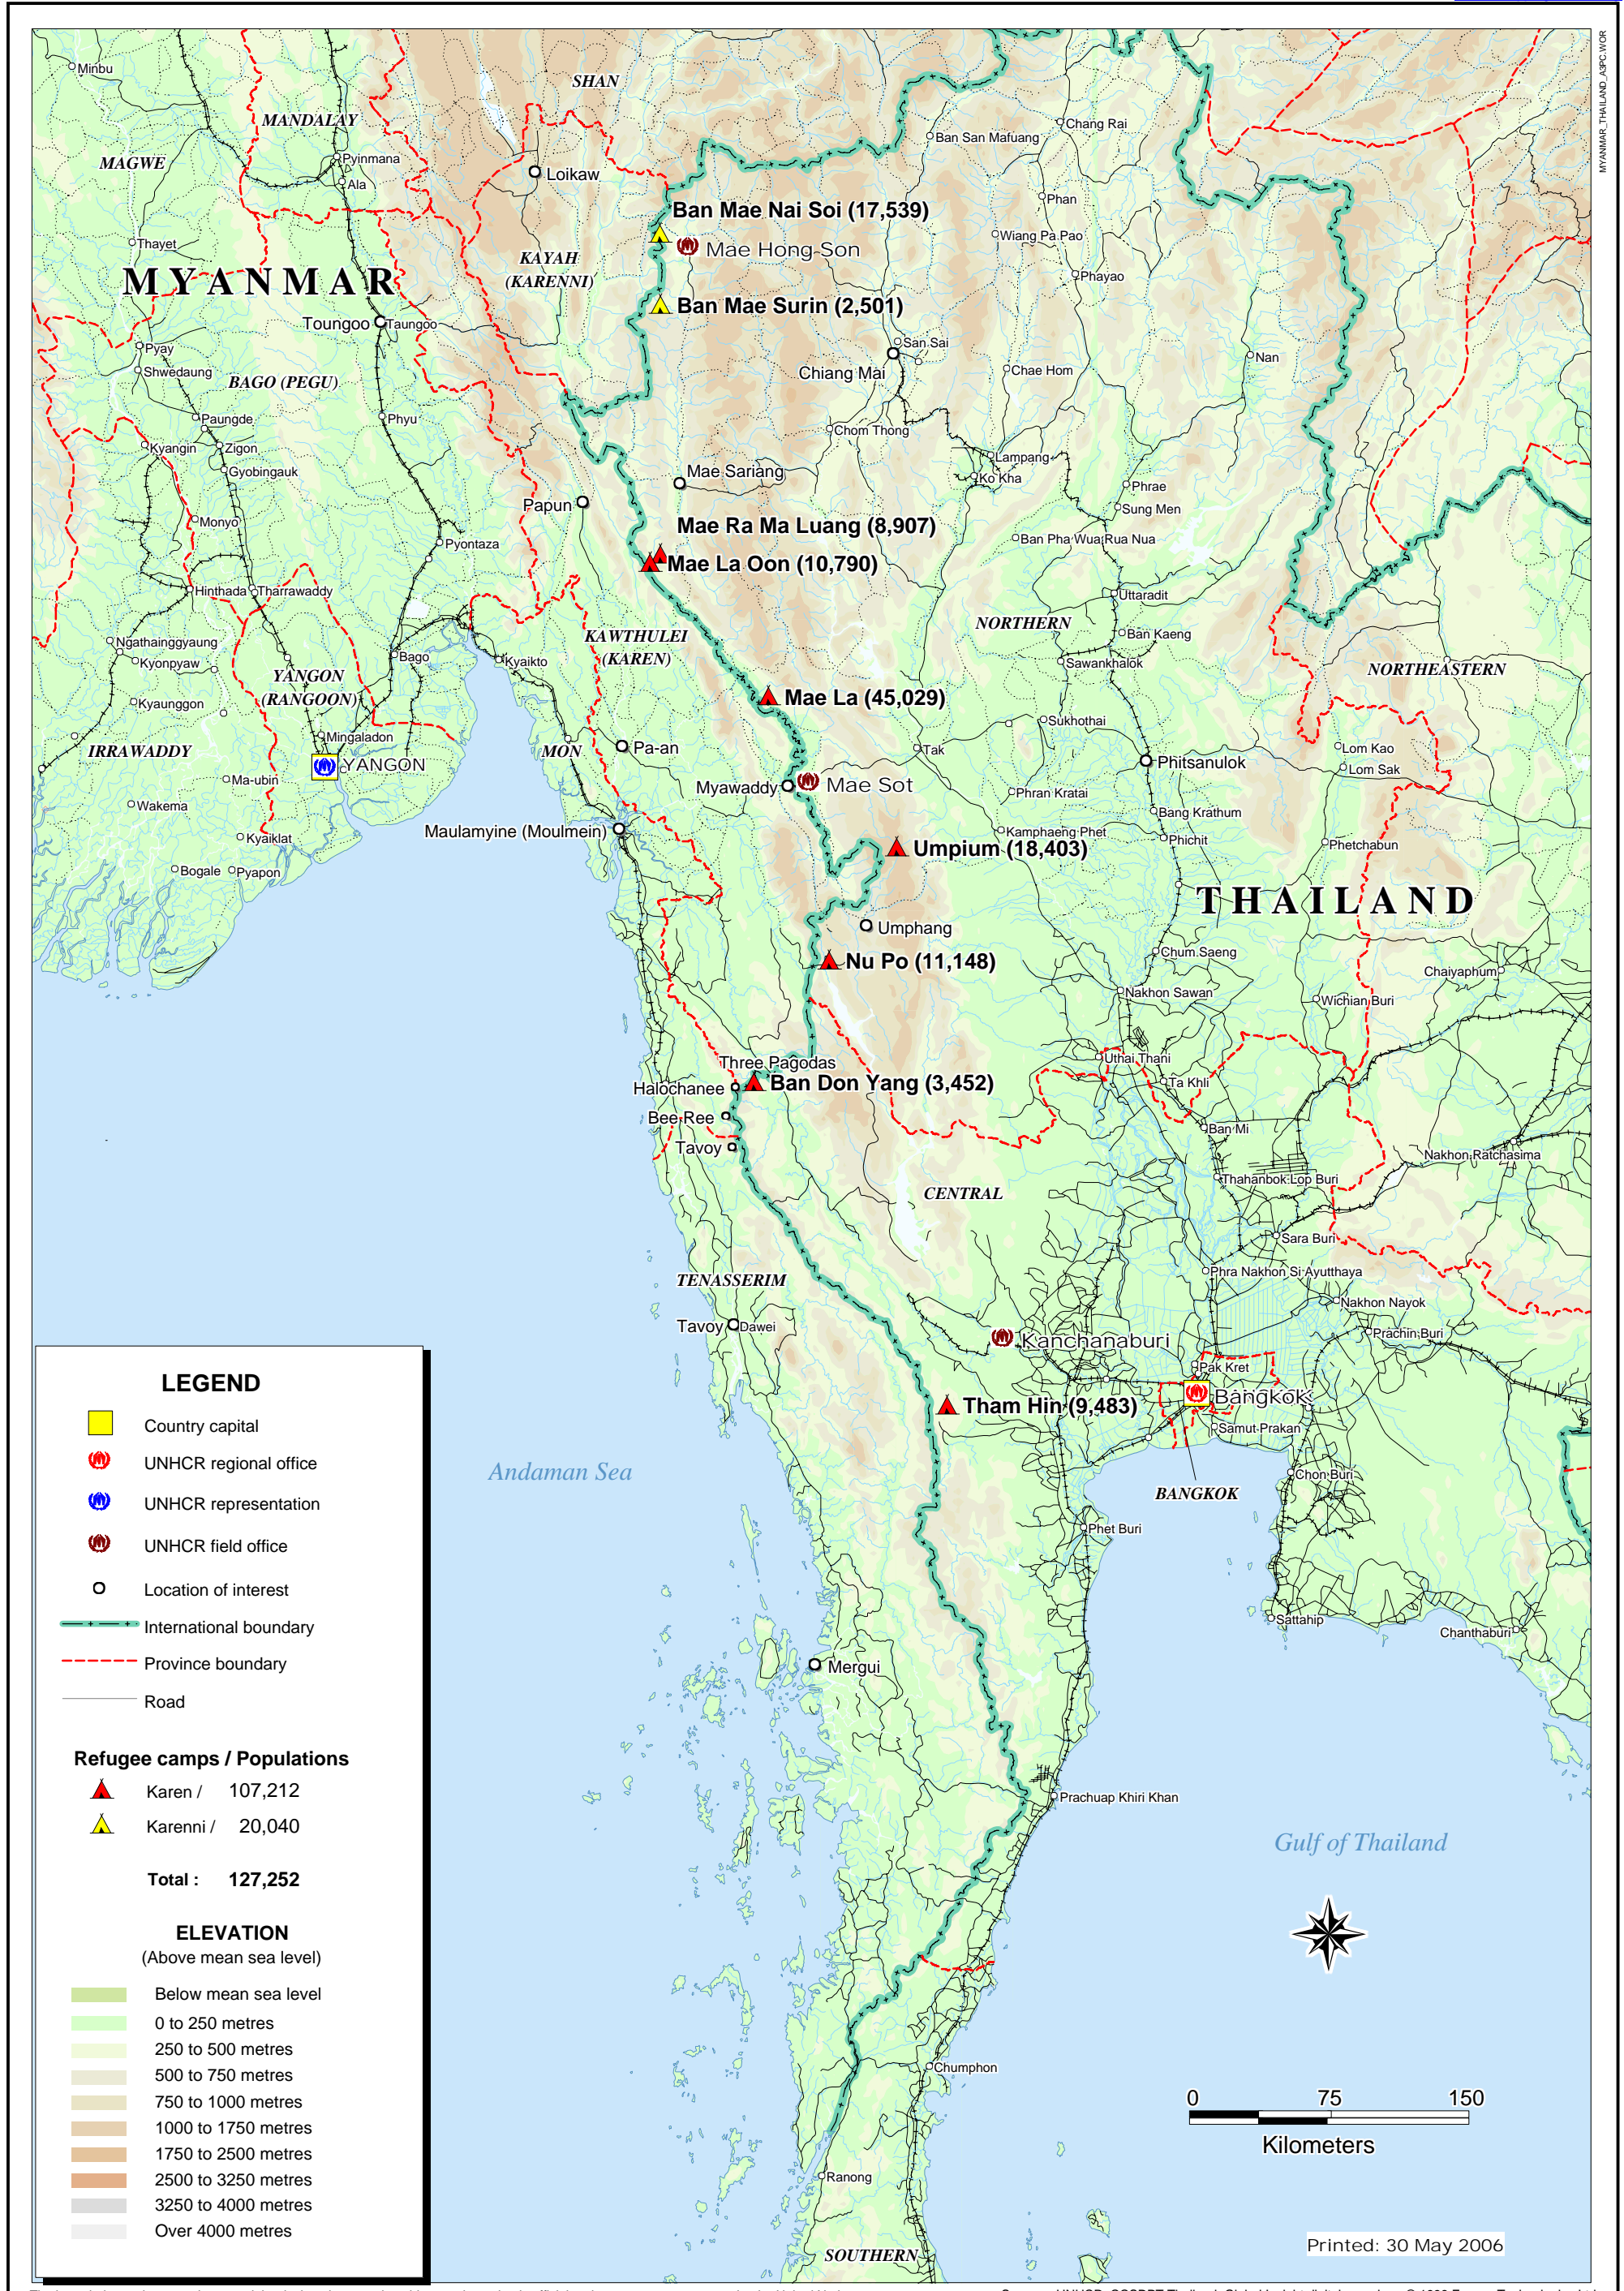 MYANMAR_THAILAND_A3PC.WOR
Minbu
SHAN
MANDALAY
MAGWE
Pyinmana
Ala
Loikaw
Ban San Mafuang
Chang Rai
Phan
Ban Mae Nai Soi (17,539)
Mae Hong Son
Wiang Pa Pao
Thayet
MYANMAR
KAYAH
(KARENNI)
Phayao
Ban Mae Surin (2,501)
Toungoo
Taungoo
San Sai
Chiang Mai
Nan
Pyay
Shwedaung
BAGO (PEGU)
Chae Hom
Paungde
Phyu
Chom Thong
Kyangin
Zigon
Gyobingauk
Lampang
Ko Kha
Mae Sariang
Phrae
Sung Men
Papun
Monyo
Mae Ra Ma Luang (8,907)
Ban Pha Wua Rua Nua
Pyontaza
Mae La Oon (10,790)
Hinthada
Tharrawaddy
Uttaradit
NORTHERN
KAWTHULEI
(KAREN)
Ban Kaeng
Ngathainggyaung
Kyonpyaw
Bago
Kyaikto
Sawankhalok
NORTHEASTERN
YANGON
(RANGOON)
Kyaunggon
Mae La (45,029)
Sukhothai
Mingaladon
IRRAWADDY
MON
Pa-an
Tak
Lom Kao
Lom Sak
YANGON
Phitsanulok
Ma-ubin
Myawaddy
Mae Sot
Phran Kratai
Wakema
Bang Krathum
Maulamyine (Moulmein)
Kamphaeng Phet
Phichit
Kyaiklat
Umpium (18,403)
Phetchabun
Bogale
Pyapon
THAILAND
Umphang
Chum Saeng
Nu Po (11,148)
Chaiyaphum
Nakhon Sawan
Wichian Buri
Three Pagodas
Uthai Thani
Halochanee
Ban Don Yang (3,452)
Ta Khli
Bee Ree
Ban Mi
Tavoy
Nakhon Ratchasima
Thahanbok Lop Buri
CENTRAL
Sara Buri
TENASSERIM
Phra Nakhon Si Ayutthaya
Nakhon Nayok
Tavoy
Dawei
Kanchanaburi
Prachin Buri
Pak Kret
Bangkok
Tham Hin (9,483)
Samut Prakan
Andaman Sea
Chon Buri
BANGKOK
Phet Buri
Sattahip
Chanthaburi
Mergui
Prachuap Khiri Khan
Gulf of Thailand
Chumphon
Ranong
SOUTHERN
LEGEND
Country capital
UNHCR regional office
UNHCR representation
UNHCR field office
Location of interest
International boundary
Province boundary
Road
Refugee camps / Populations
Karen / 107,212
Karenni / 20,040
Total : 127,252
ELEVATION
(Above mean sea level)
Below mean sea level
0 to 250 metres
250 to 500 metres
500 to 750 metres
750 to 1000 metres
1000 to 1750 metres
1750 to 2500 metres
2500 to 3250 metres
3250 to 4000 metres
Over 4000 metres
0 75 150
Kilometers
Printed: 30 May 2006